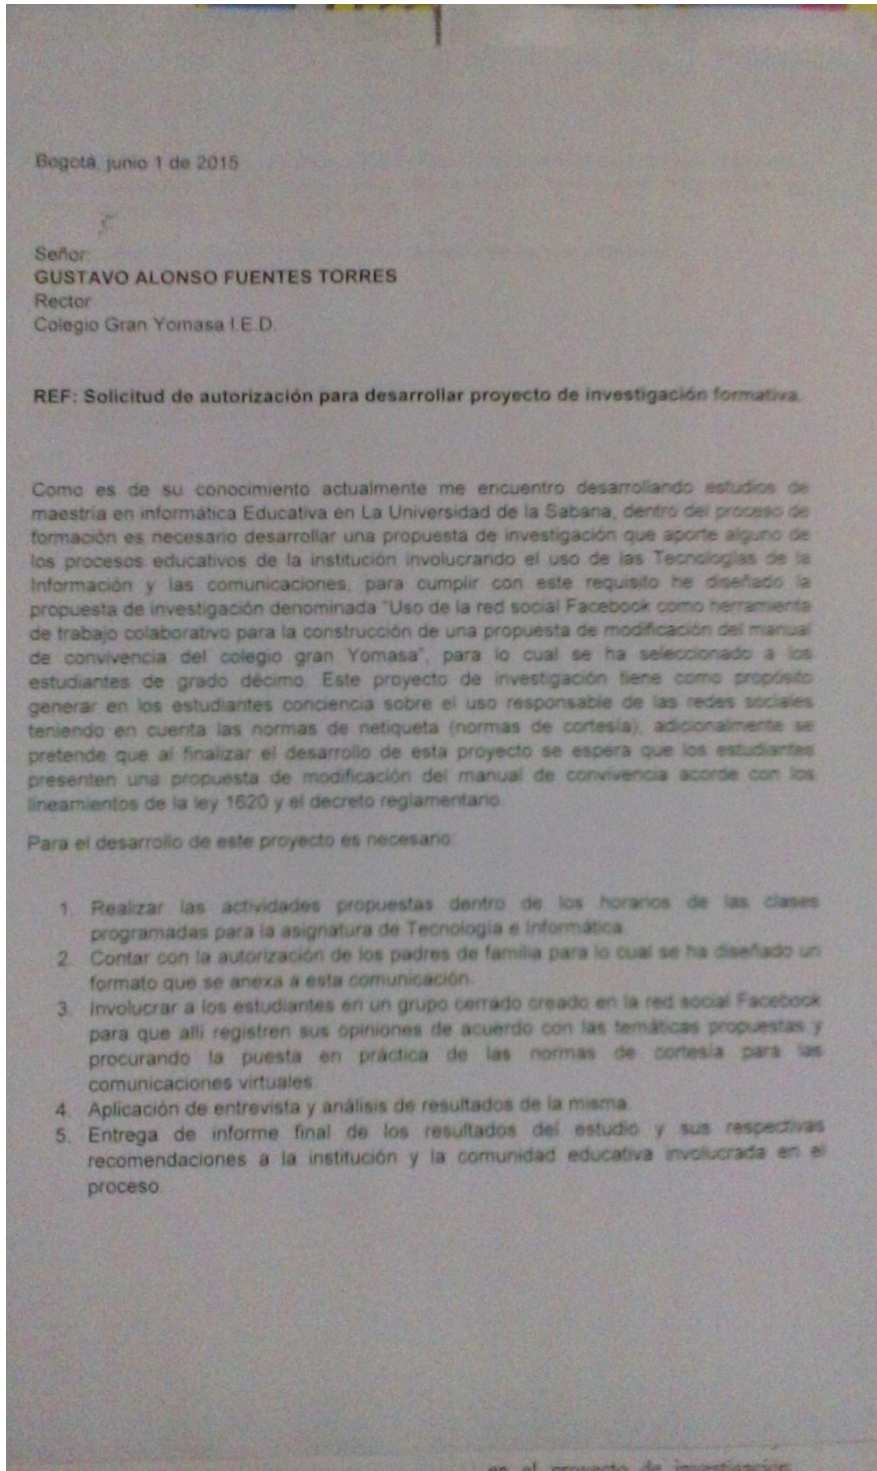 Bogotá, junio 1 de 2015
Señor:
GUSTAVO ALONSO FUENTES TORRES
Rector
Colegio Gran Yomasa I.E.D.
REF: Solicitud de autorización para desarrollar proyecto de investigación formativa.
Como es de su conocimiento actualmente me encuentro desarrollando estudios de
maestría en informática Educativa en La Universidad de la Sabana, dentro del proceso de
formación es necesario desarrollar una propuesta de investigación que aporte alguno de
los procesos educativos de la institución involucrando el uso de las Tecnologías de la
Información y las comunicaciones, para cumplir con este requisito he diseñado la
propuesta de investigación denominada "Uso de la red social Facebook como herramienta
de trabajo colaborativo para la construcción de una propuesta de modificación del manual
de convivencia del colegio gran Yomasa", para lo cual se ha seleccionado a los
estudiantes de grado décimo. Este proyecto de investigación tiene como propósito
generar en los estudiantes conciencia sobre el uso responsable de las redes sociales
teniendo en cuenta las normas de netiqueta (normas de cortesía), adicionalmente se
pretende que al finalizar el desarrollo de esta proyecto se espera que los estudiantes
presenten una propuesta de modificación del manual de convivencia acorde con los
lineamientos de la ley 1620 y el decreto reglamentario.
Para el desarrollo de este proyecto es necesario:
1. Realizar las actividades propuestas dentro de los horarios de las clases
programadas para la asignatura de Tecnología e Informática.
2. Contar con la autorización de los padres de familia para lo cual se ha diseñado un
formato que se anexa a esta comunicación.
3. Involucrar a los estudiantes en un grupo cerrado creado en la red social Facebook
para que allí registren sus opiniones de acuerdo con las temáticas propuestas y
procurando la puesta en práctica de las normas de cortesía para las
comunicaciones virtuales.
4. Aplicación de entrevista y análisis de resultados de la misma.
5. Entrega de informe final de los resultados del estudio y sus respectivas
recomendaciones a la institución y la comunidad educativa involucrada en el
proceso.
en el proyecto de investigación